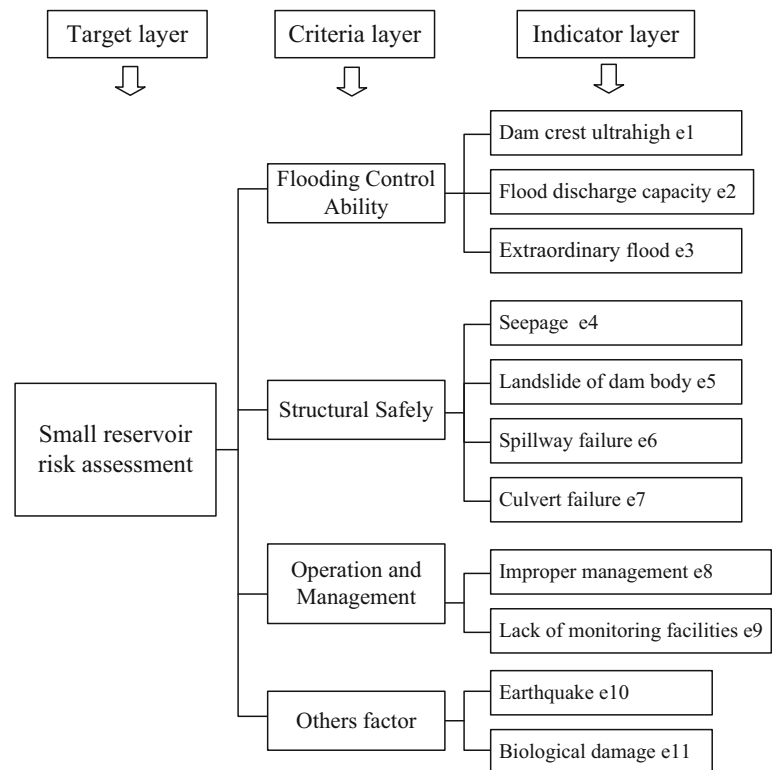 Target layer
Criteria layer
Indicator layer
Small reservoir
risk assessment
Flooding Control
Ability
Dam crest ultrahigh e1
Flood discharge capacity e2
Extraordinary flood e3
Structural Safely
Seepage e4
Landslide of dam body e5
Spillway failure e6
Culvert failure e7
Operation and
Management
Improper management e8
Lack of monitoring facilities e9
Others factor
Earthquake e10
Biological damage e11